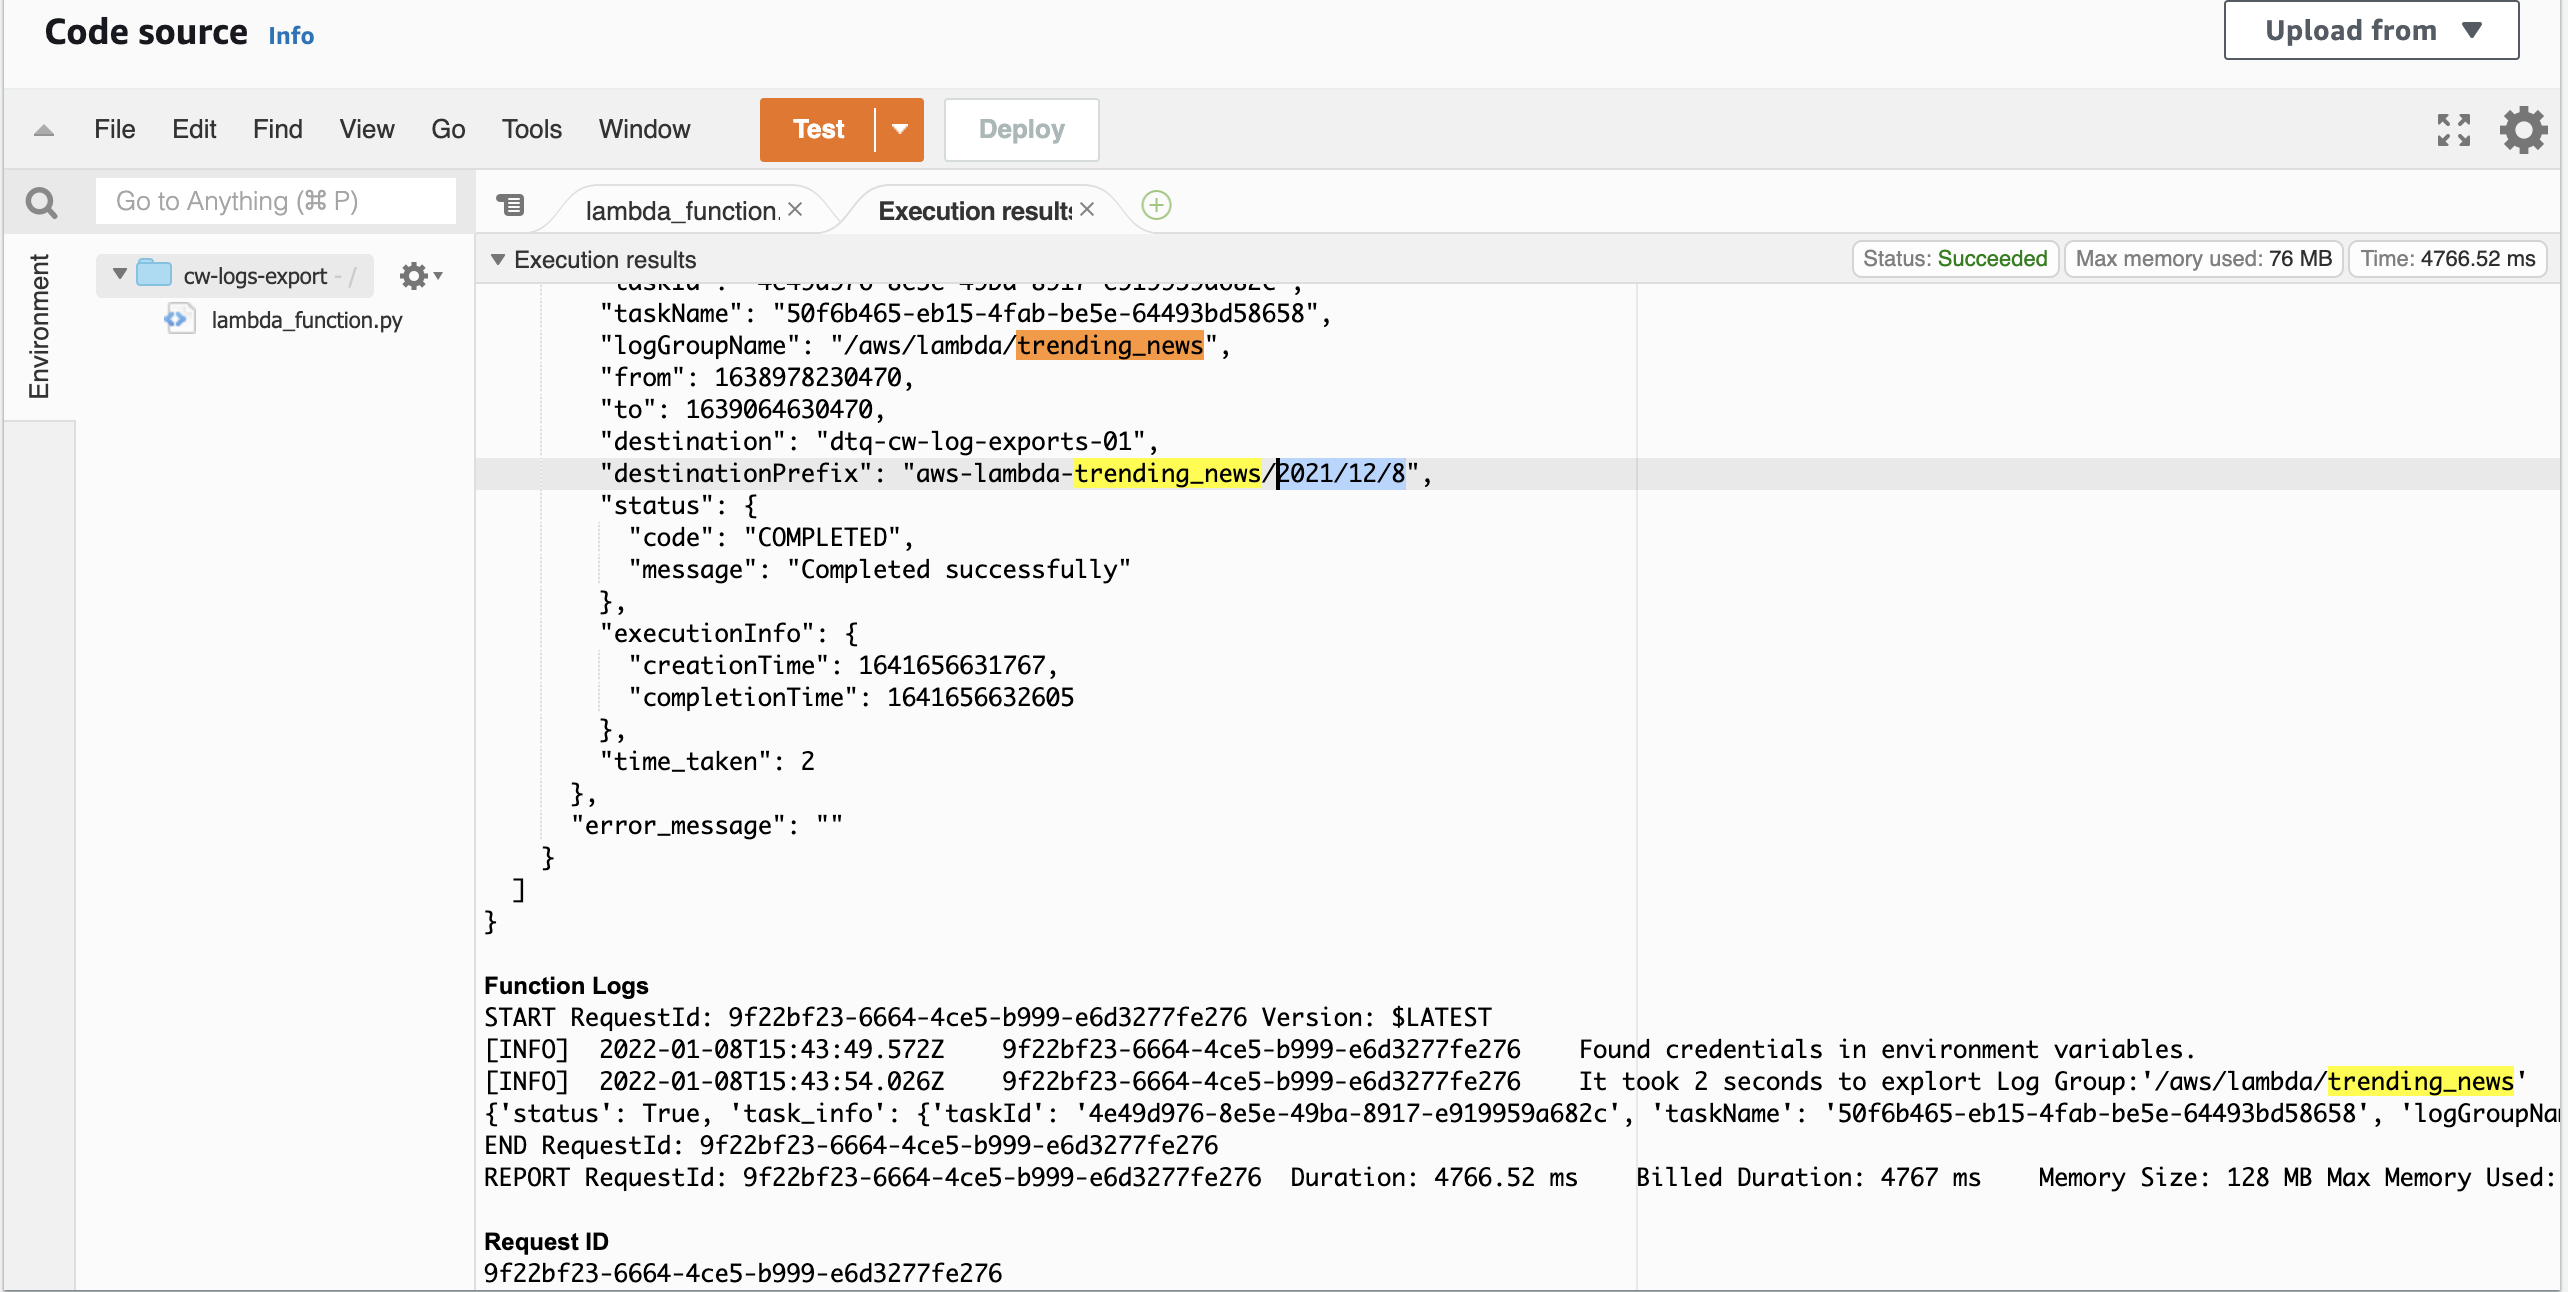 Code source Info
Upload from
File Edit Find View Go Tools Window Test Deploy
Go to Anything (⌘ P)
lambda_function.
Execution results
Environment
cw-logs-export - /
lambda_function.py
Execution results
Status: Succeeded
Max memory used: 76 MB
Time: 4766.52 ms
"taskId": "4e49d976-8e5e-49ba-8917-e919959a682c",
"taskName": "50f6b465-eb15-4fab-be5e-64493bd58658",
"logGroupName": "/aws/lambda/trending_news",
"from": 1638978230470,
"to": 1639064630470,
"destination": "dtq-cw-log-exports-01",
"destinationPrefix": "aws-lambda-trending_news/2021/12/8",
"status": {
"code": "COMPLETED",
"message": "Completed successfully"
},
"executionInfo": {
"creationTime": 1641656631767,
"completionTime": 1641656632605
},
"time_taken": 2
},
"error_message": ""
}
]
}
Function Logs
START RequestId: 9f22bf23-6664-4ce5-b999-e6d3277fe276 Version: $LATEST
[INFO] 2022-01-08T15:43:49.572Z 9f22bf23-6664-4ce5-b999-e6d3277fe276 Found credentials in environment variables.
[INFO] 2022-01-08T15:43:54.026Z 9f22bf23-6664-4ce5-b999-e6d3277fe276 It took 2 seconds to explort Log Group:'/aws/lambda/trending_news'
{'status': True, 'task_info': {'taskId': '4e49d976-8e5e-49ba-8917-e919959a682c', 'taskName': '50f6b465-eb15-4fab-be5e-64493bd58658', 'logGroupNa
END RequestId: 9f22bf23-6664-4ce5-b999-e6d3277fe276
REPORT RequestId: 9f22bf23-6664-4ce5-b999-e6d3277fe276 Duration: 4766.52 ms Billed Duration: 4767 ms Memory Size: 128 MB Max Memory Used:
Request ID
9f22bf23-6664-4ce5-b999-e6d3277fe276